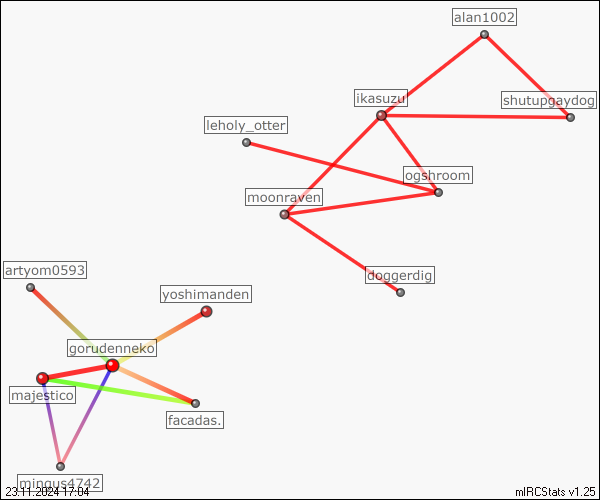 alan1002
ikasuzu
shutupgaydog
leholy_otter
ogshroom
moonraven
doggerdig
artyom0593
yoshimanden
gorudenneko
majestico
facadas.
mingus4742
23.11.2024 17:04
mIRCStats v1.25